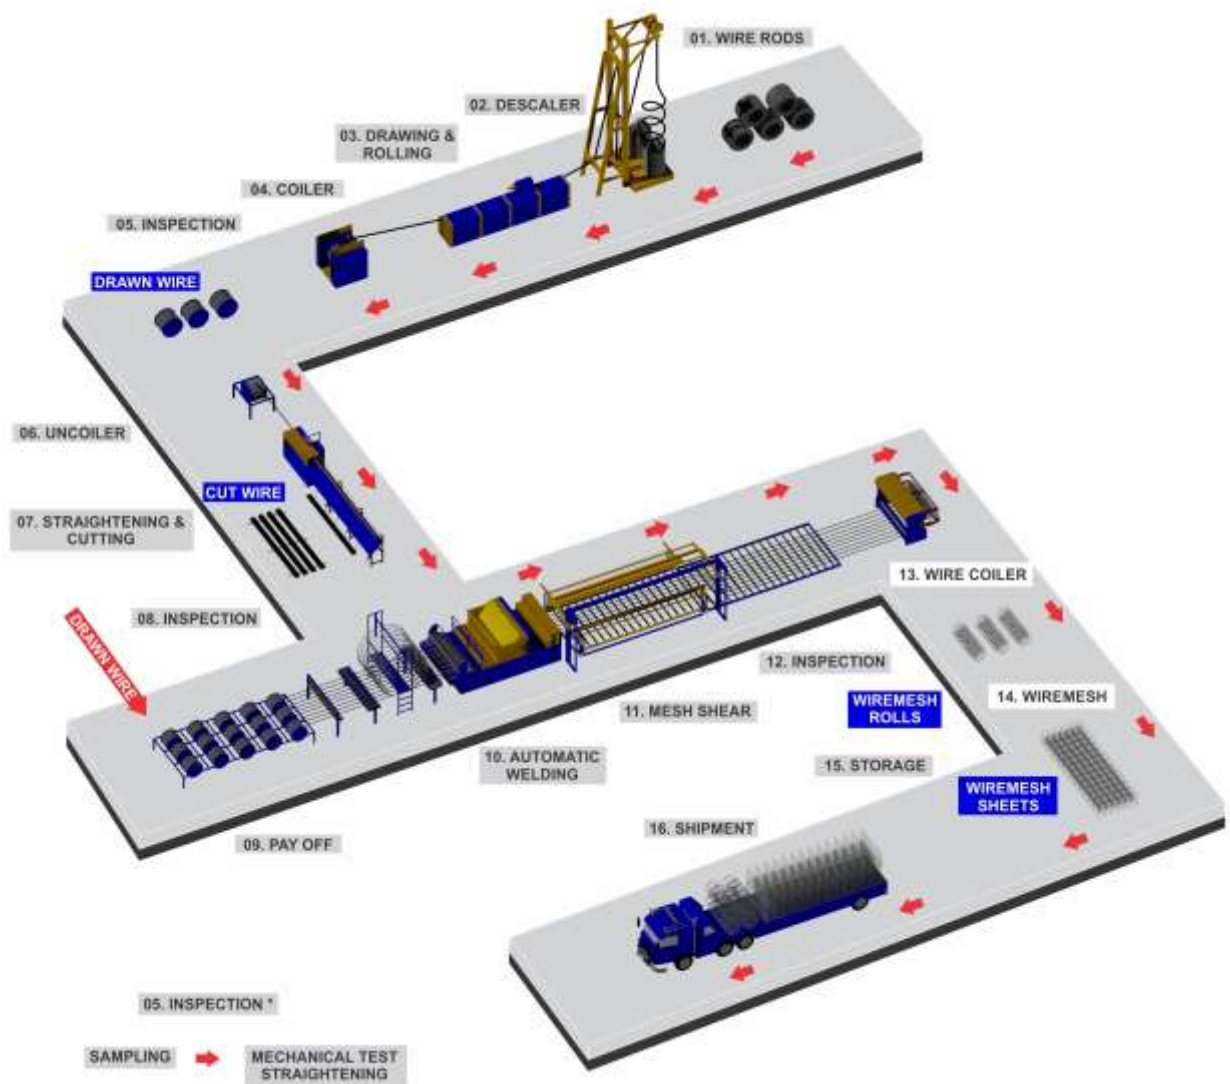 01. WIRE RODS
02. DESCALER
03. DRAWING &
ROLLING
04. COILER
05. INSPECTION
DRAWN WIRE
06. UNCOILER
CUT WIRE
07. STRAIGHTENING &
CUTTING
08. INSPECTION
DRAWN WIRE
09. PAY OFF
10. AUTOMATIC
WELDING
11. MESH SHEAR
12. INSPECTION
13. WIRE COILER
WIREMESH
ROLLS
14. WIREMESH
15. STORAGE
WIREMESH
SHEETS
16. SHIPMENT
05. INSPECTION *
SAMPLING
MECHANICAL TEST
STRAIGHTENING